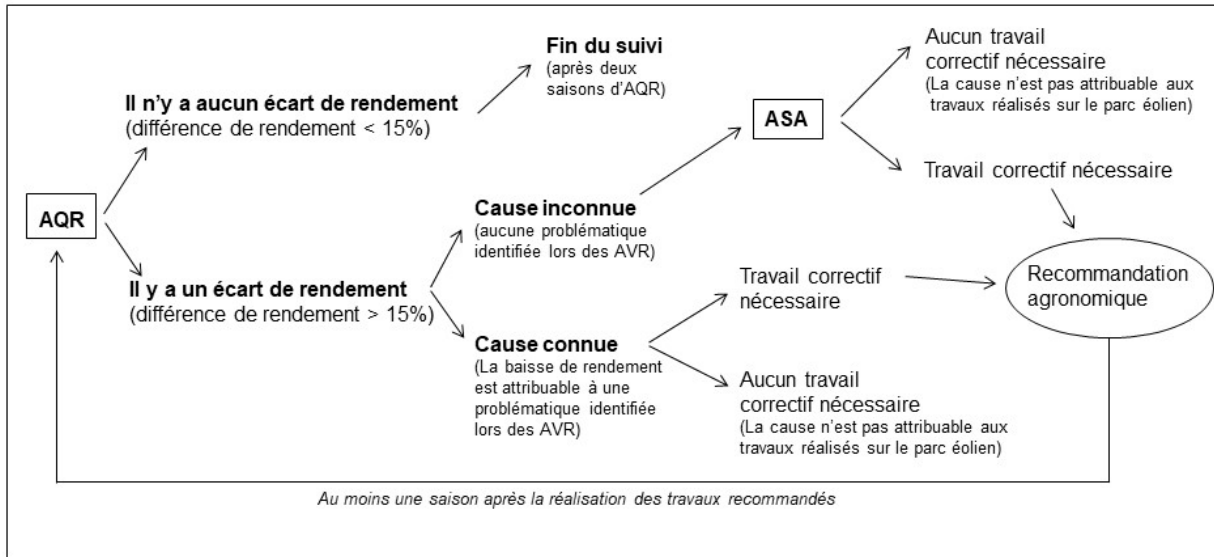 AQR
Il n'y a aucun écart de rendement
(différence de rendement < 15%)
Fin du suivi
(après deux
saisons d'AQR)
Il y a un écart de rendement
(différence de rendement > 15%)
Cause inconnue
(aucune problématique
identifiée lors des AVR)
ASA
Aucun travail
correctif nécessaire
(La cause n'est pas attribuable aux
travaux réalisés sur le parc éolien)
Travail correctif nécessaire
Cause connue
(La baisse de rendement
est attribuable à une
problématique identifiée
lors des AVR)
Travail correctif
nécessaire
Aucun travail
correctif nécessaire
(La cause n'est pas attribuable aux
travaux réalisés sur le parc éolien)
Recommandation
agronomique
Au moins une saison après la réalisation des travaux recommandés